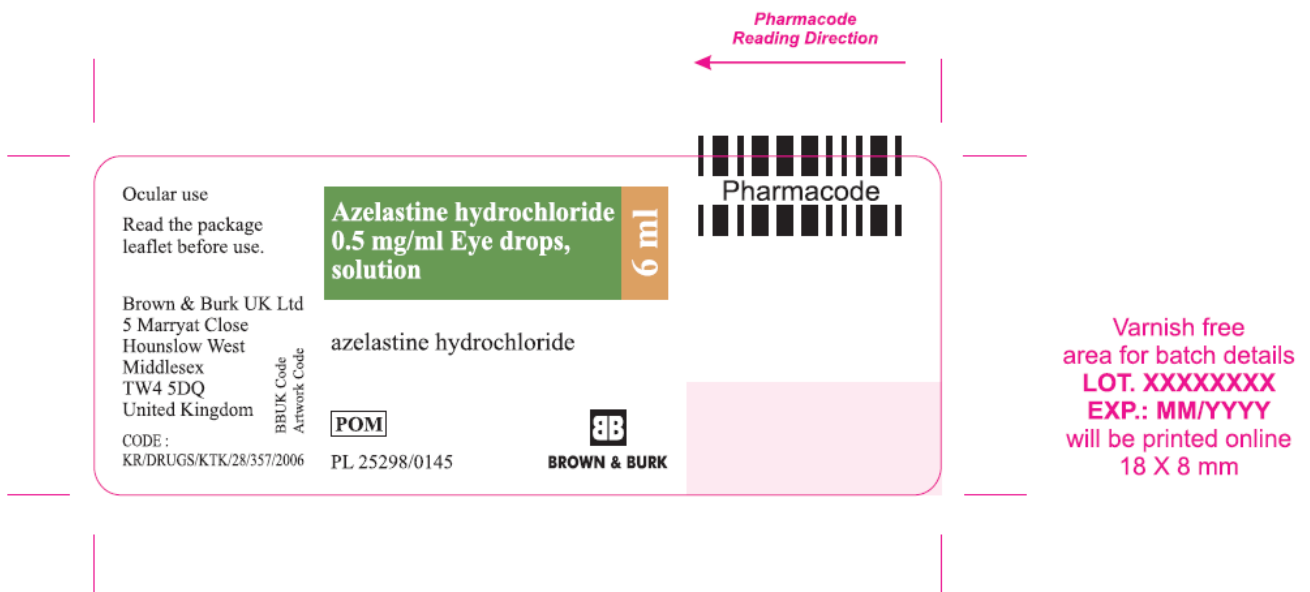 Pharmacode
Reading Direction
Pharmacode
Ocular use
Read the package
leaflet before use.
Brown & Burk UK Ltd
5 Marryat Close
Hounslow West
Middlesex
TW4 5DQ
United Kingdom
BBUK Code
Artwork Code
CODE :
KR/DRUGS/KTK/28/357/2006
Azelastine hydrochloride
0.5 mg/ml Eye drops,
solution
6 ml
azelastine hydrochloride
POM
PL 25298/0145
BB
BROWN & BURK
Varnish free
area for batch details
LOT. XXXXXXXX
EXP.: MM/YYYY
will be printed online
18 X 8 mm